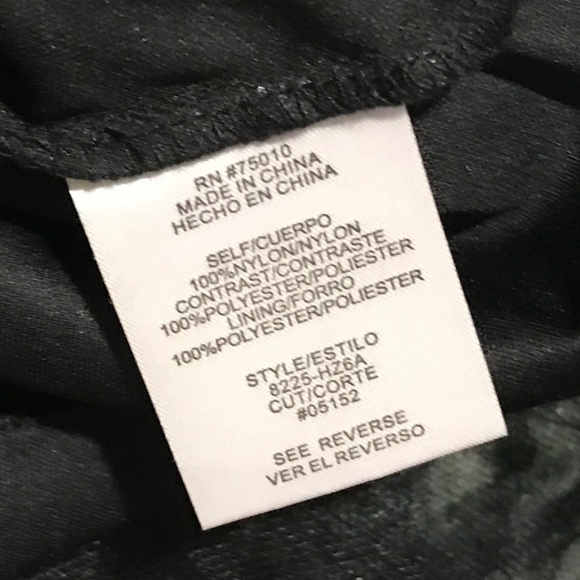 RN #75010
MADE IN CHINA
HECHO EN CHINA
SELF/CUERPO
100%NYLON/NYLON
CONTRAST/CONTRASTE
100%POLYESTER/POLIESTER
LINING/FORRO
100%POLYESTER/POLIESTER
STYLE/ESTILO
8225-HZ6A
CUT/CORTE
#05152
SEE REVERSE
VER EL REVERSO